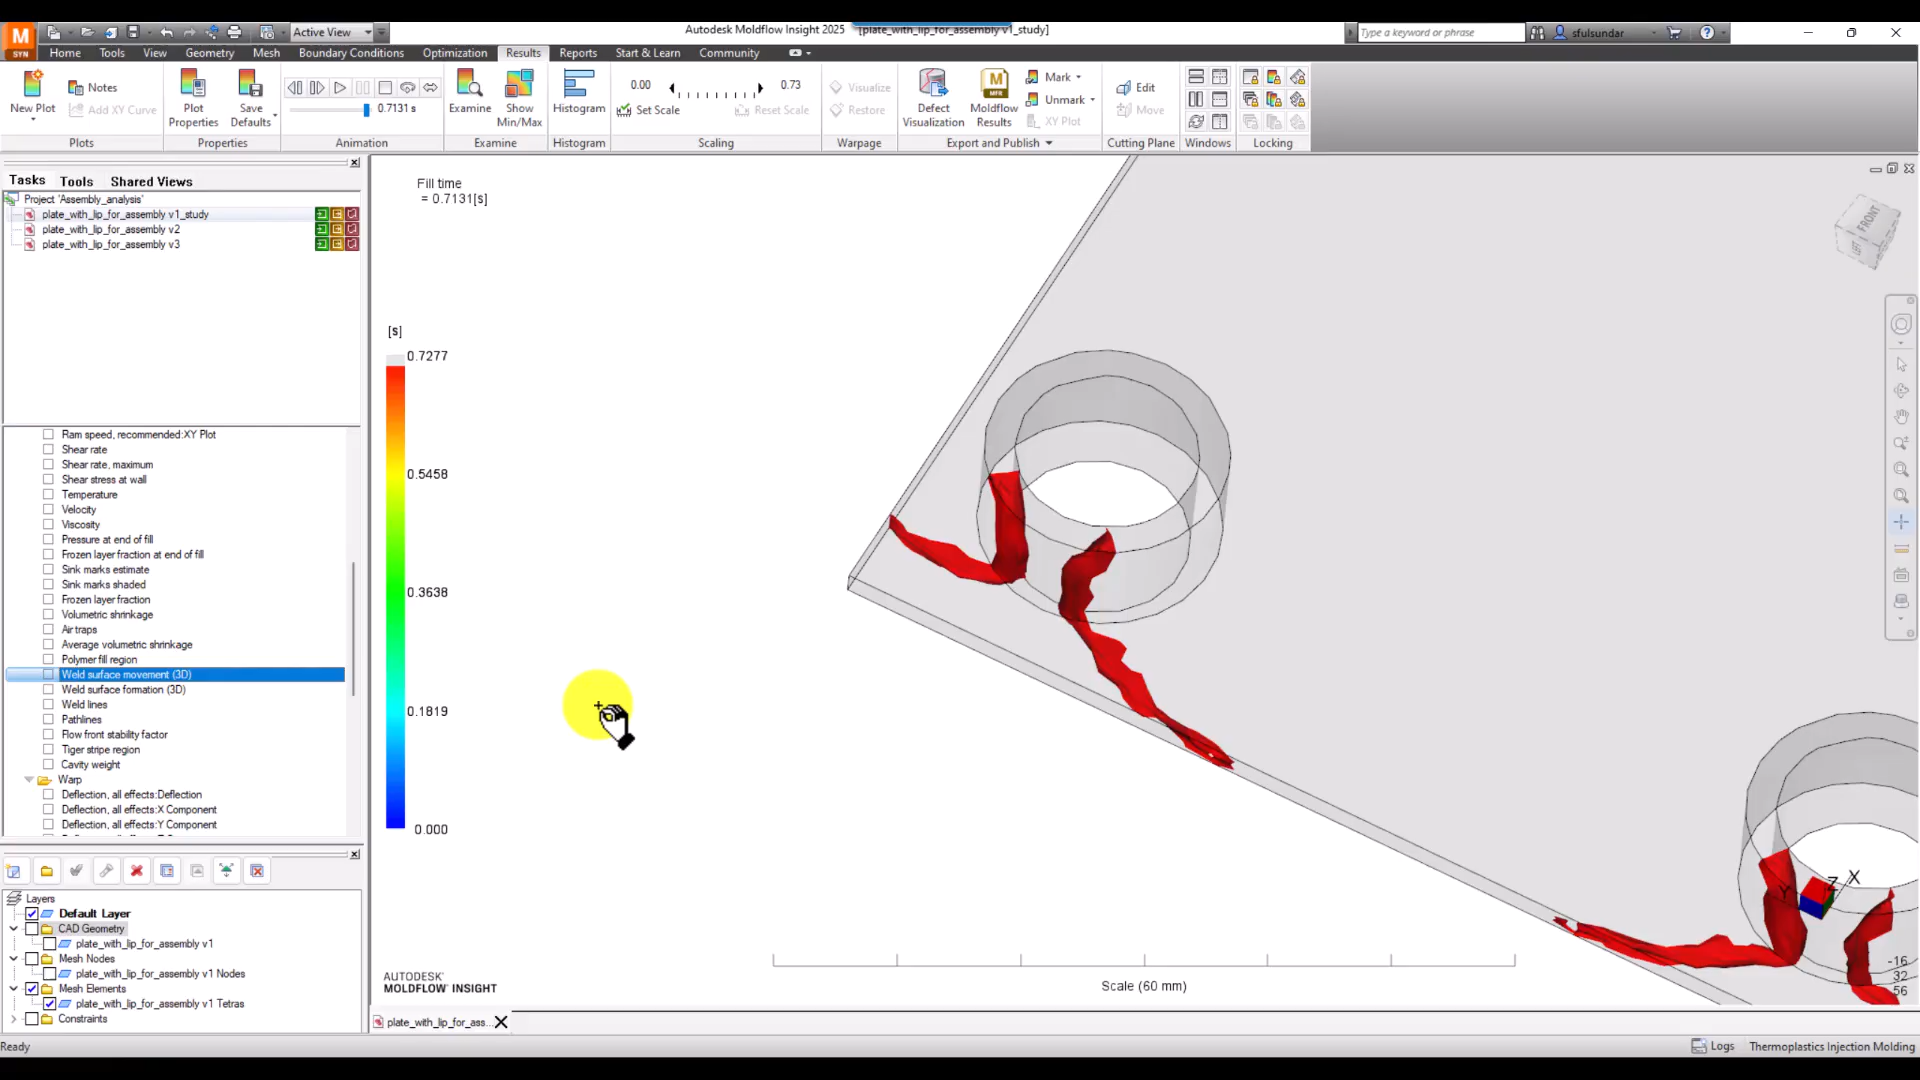 M
SYN
Active View
Autodesk Moldflow Insight 2025
[plate_with_lip_for_assembly v1_study]
Type a keyword or phrase
sfulsundar
Home
Tools
View
Geometry
Mesh
Boundary Conditions
Optimization
Results
Reports
Start & Learn
Community
New Plot
Notes
Add XY Curve
Plots
Plot Properties
Save Defaults
Properties
0.7131 s
Animation
Examine
Show Min/Max
Examine
Histogram
Histogram
0.00
0.73
Set Scale
Reset Scale
Scaling
Visualize
Restore
Warpage
Defect Visualization
M
MFR
Moldflow Results
Mark
Unmark
XY Plot
Export and Publish
Edit
Move
Cutting Plane
Windows
Locking
Tasks
Tools
Shared Views
Project 'Assembly_analysis'
plate_with_lip_for_assembly v1_study
plate_with_lip_for_assembly v2
plate_with_lip_for_assembly v3
Ram speed, recommended:XY Plot
Shear rate
Shear rate, maximum
Shear stress at wall
Temperature
Velocity
Viscosity
Pressure at end of fill
Frozen layer fraction at end of fill
Sink marks estimate
Sink marks shaded
Frozen layer fraction
Volumetric shrinkage
Air traps
Average volumetric shrinkage
Polymer fill region
Weld surface movement (3D)
Weld surface formation (3D)
Weld lines
Pathlines
Flow front stability factor
Tiger stripe region
Cavity weight
Warp
Deflection, all effects:Deflection
Deflection, all effects:X Component
Deflection, all effects:Y Component
Layers
Default Layer
CAD Geometry
plate_with_lip_for_assembly v1
Mesh Nodes
plate_with_lip_for_assembly v1 Nodes
Mesh Elements
plate_with_lip_for_assembly v1 Tetras
Constraints
Fill time
= 0.7131[s]
[s]
0.7277
0.5458
0.3638
0.1819
0.000
FRONT
LEFT
Z
X
Y
-16
32
56
AUTODESK
MOLDFLOW INSIGHT
Scale (60 mm)
plate_with_lip_for_ass...
Ready
Logs
Thermoplastics Injection Molding